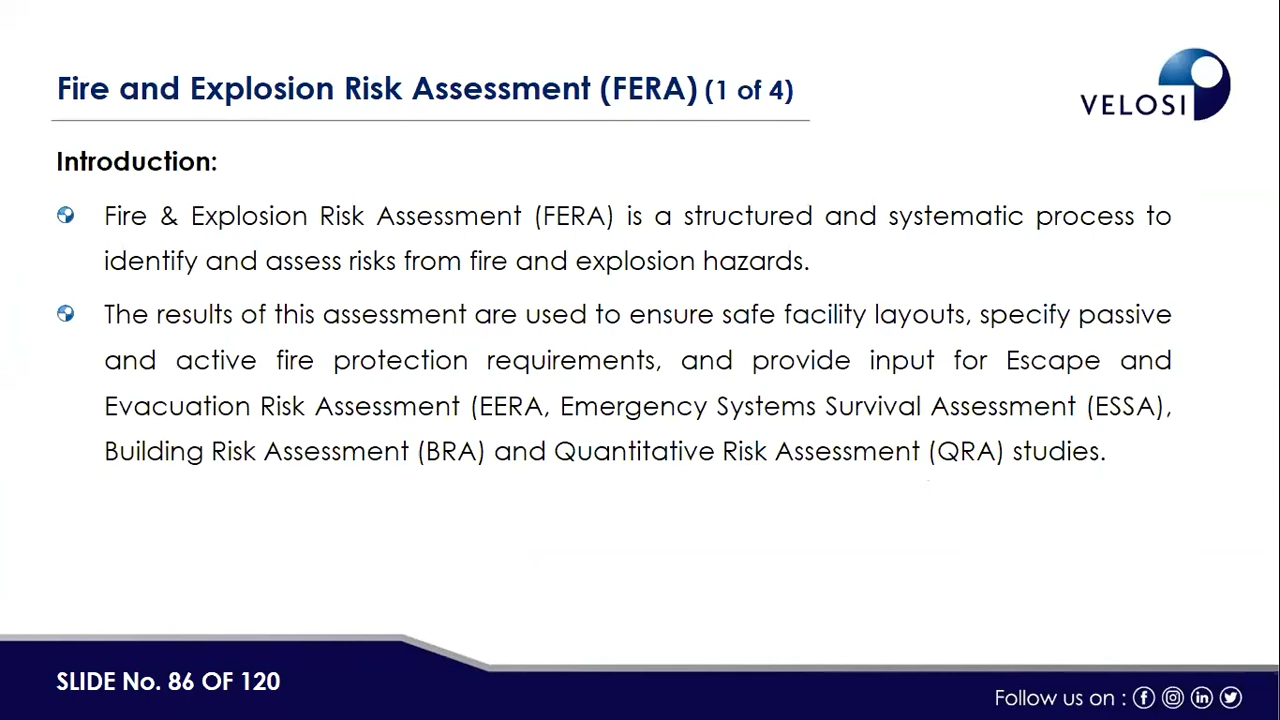 Fire and Explosion Risk Assessment (FERA) (1 of 4)
VELOSI
Introduction:
Fire & Explosion Risk Assessment (FERA) is a structured and systematic process to
identify and assess risks from fire and explosion hazards.
The results of this assessment are used to ensure safe facility layouts, specify passive
and active fire protection requirements, and provide input for Escape and
Evacuation Risk Assessment (EERA, Emergency Systems Survival Assessment (ESSA),
Building Risk Assessment (BRA) and Quantitative Risk Assessment (QRA) studies.
SLIDE No. 86 OF 120
Follow us on :